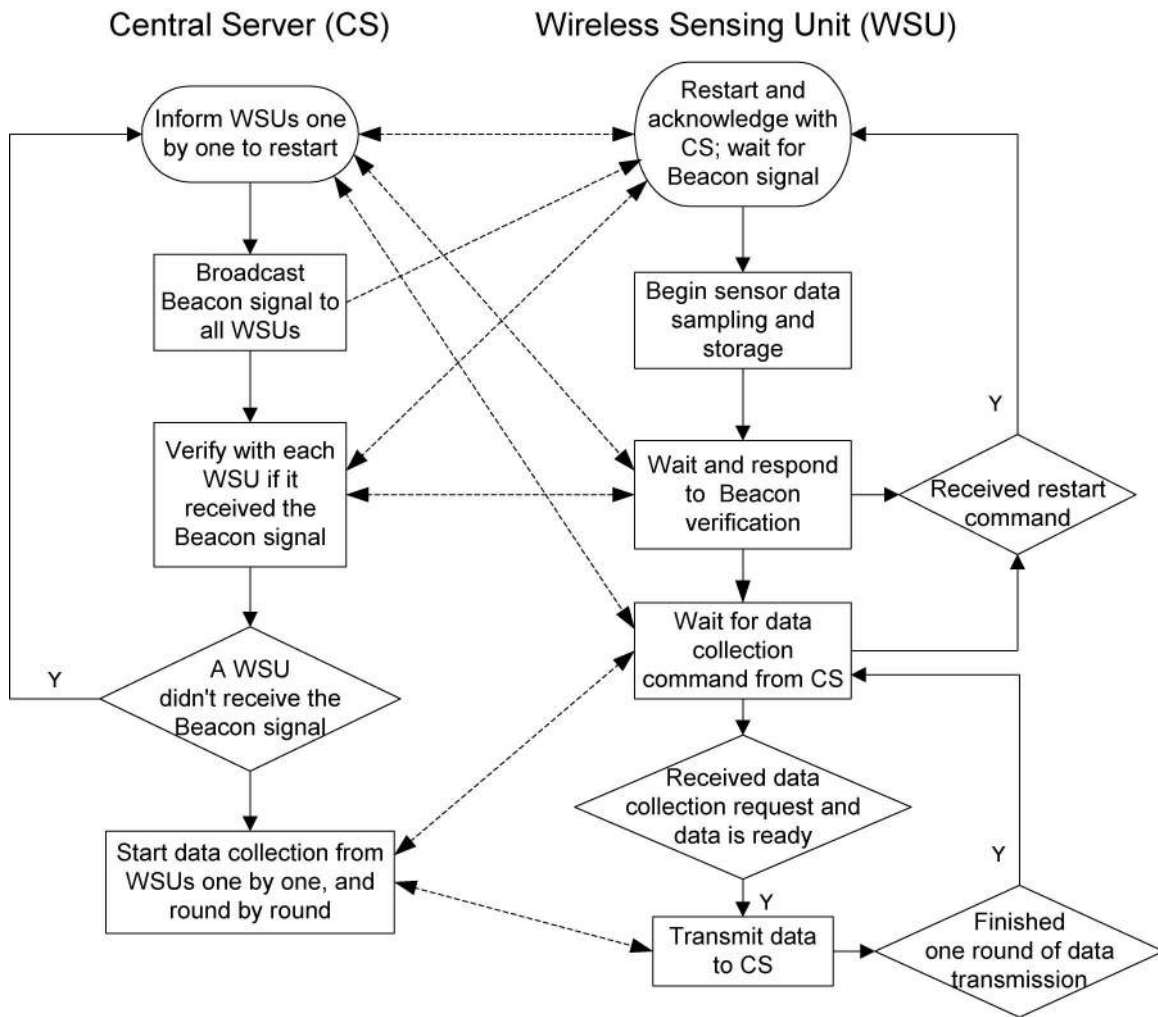 Central Server (CS)
Wireless Sensing Unit (WSU)
Inform WSUs one
by one to restart
Broadcast
Beacon signal to
all WSUs
Verify with each
WSU if it
received the
Beacon signal
A WSU
didn't receive the
Beacon signal
Y
Start data collection from
WSUs one by one, and
round by round
Restart and
acknowledge with
CS; wait for
Beacon signal
Begin sensor data
sampling and
storage
Wait and respond
to Beacon
verification
Received restart
command
Y
Wait for data
collection
command from CS
Received data
collection request and
data is ready
Y
Transmit data
to CS
Finished
one round of data
transmission
Y